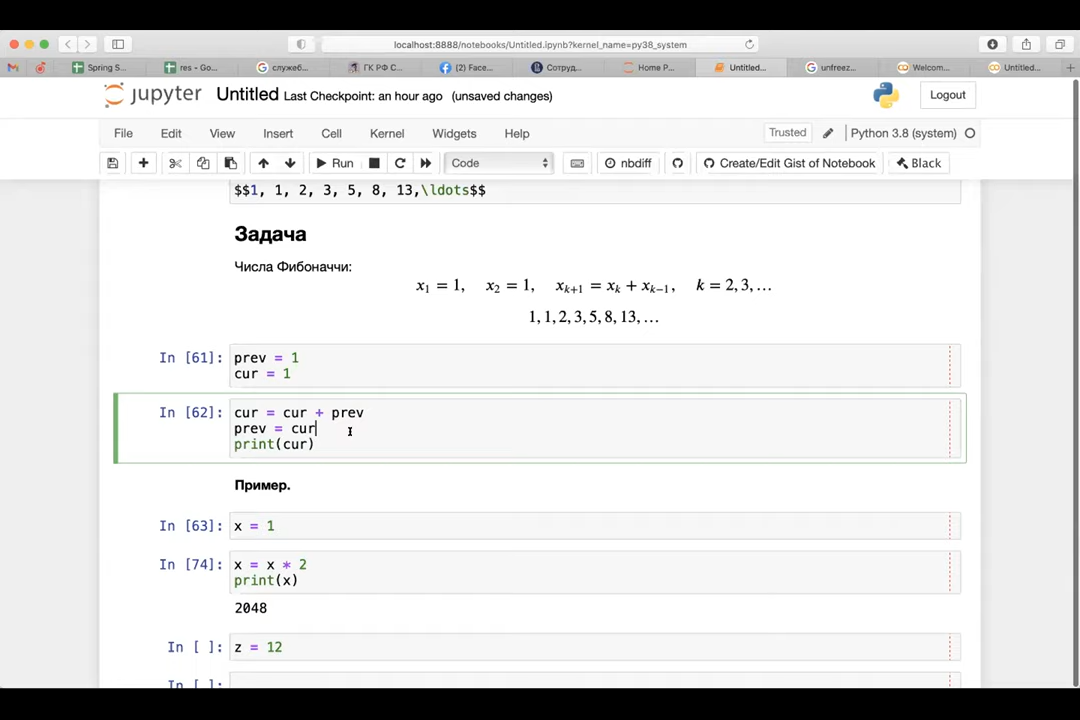 localhost:8888/notebooks/Untitled.ipynb?kernel_name=py38_system
Spring S... res - Go... служеб... ГК РФ С... (2) Face... Сотруд... Home P... Untitled... unfreez... Welcom... Untitled...
jupyter Untitled Last Checkpoint: an hour ago (unsaved changes) Logout
File Edit View Insert Cell Kernel Widgets Help Trusted Python 3.8 (system)
Run Code nbdiff Create/Edit Gist of Notebook Black
$$1, 1, 2, 3, 5, 8, 13,\ldots$$
Задача
Числа Фибоначчи:
x₁ = 1, x₂ = 1, xₖ₊₁ = xₖ + xₖ₋₁, k = 2, 3, …
1, 1, 2, 3, 5, 8, 13, …
In [61]: prev = 1
cur = 1
In [62]: cur = cur + prev
prev = cur
print(cur)
Пример.
In [63]: x = 1
In [74]: x = x * 2
print(x)
2048
In [ ]: z = 12
In [ ]: